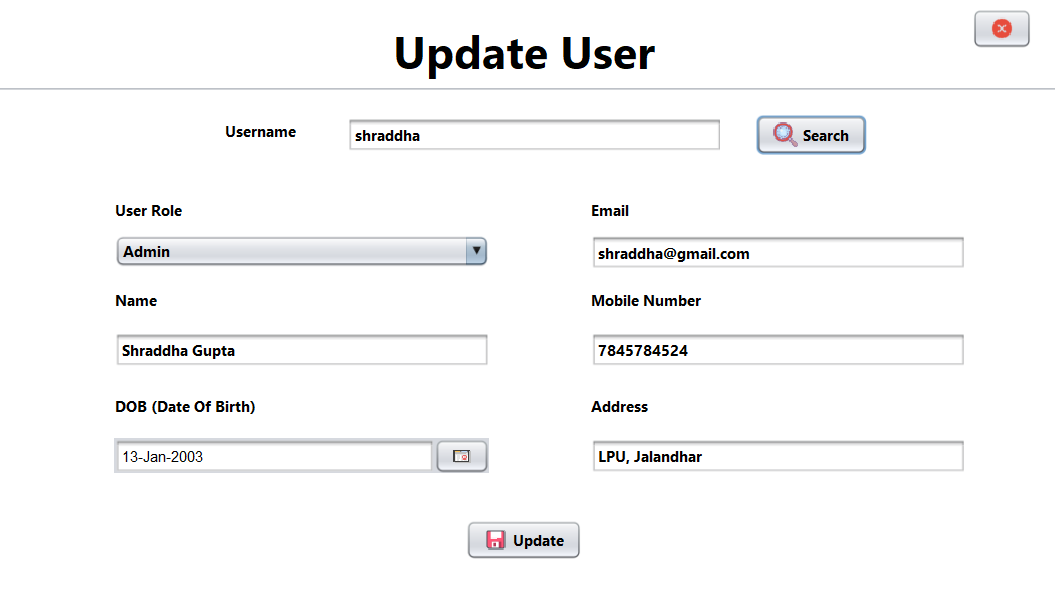 Update User
Username
shraddha
Search
User Role
Email
Admin
shraddha@gmail.com
Name
Mobile Number
Shraddha Gupta
7845784524
DOB (Date Of Birth)
Address
13-Jan-2003
LPU, Jalandhar
Update